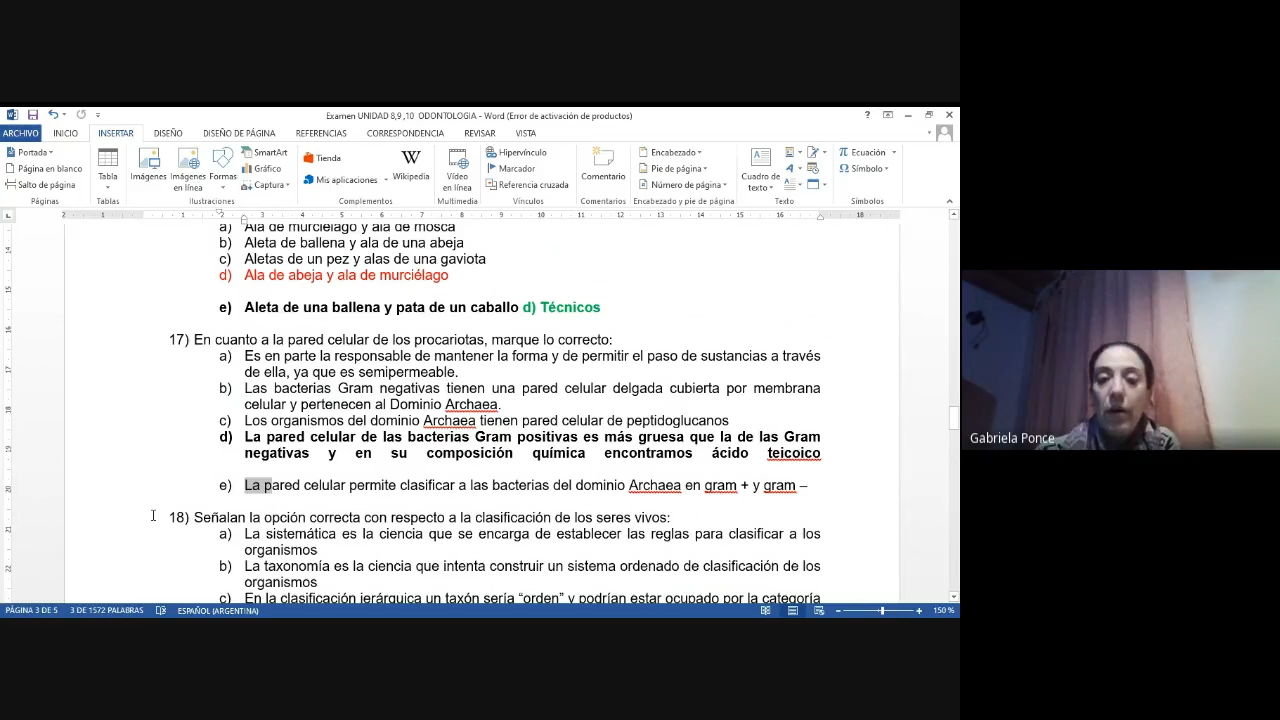 Examen UNIDAD 8,9 ,10 ODONTOLOGIA - Word (Error de activación de productos)
ARCHIVO INICIO INSERTAR DISEÑO DISEÑO DE PÁGINA REFERENCIAS CORRESPONDENCIA REVISAR VISTA
Portada
Página en blanco
Salto de página
Páginas
Tabla
Tablas
Imágenes
Imágenes en línea
Formas
SmartArt
Gráfico
Captura
Ilustraciones
Tienda
Mis aplicaciones
Wikipedia
Complementos
Vídeo en línea
Multimedia
Hipervínculo
Marcador
Referencia cruzada
Vínculos
Comentario
Comentarios
Encabezado
Pie de página
Número de página
Encabezado y pie de página
Cuadro de texto
Texto
Ecuación
Símbolo
Símbolos
a) Ala de murciélago y ala de mosca
b) Aleta de ballena y ala de una abeja
c) Aletas de un pez y alas de una gaviota
d) Ala de abeja y ala de murciélago
e) Aleta de una ballena y pata de un caballo d) Técnicos
17) En cuanto a la pared celular de los procariotas, marque lo correcto:
a) Es en parte la responsable de mantener la forma y de permitir el paso de sustancias a través
de ella, ya que es semipermeable.
b) Las bacterias Gram negativas tienen una pared celular delgada cubierta por membrana
celular y pertenecen al Dominio Archaea.
c) Los organismos del dominio Archaea tienen pared celular de peptidoglucanos
d) La pared celular de las bacterias Gram positivas es más gruesa que la de las Gram
negativas y en su composición química encontramos ácido teicoico
e) La pared celular permite clasificar a las bacterias del dominio Archaea en gram + y gram –
18) Señalan la opción correcta con respecto a la clasificación de los seres vivos:
a) La sistemática es la ciencia que se encarga de establecer las reglas para clasificar a los
organismos
b) La taxonomía es la ciencia que intenta construir un sistema ordenado de clasificación de los
organismos
c) En la clasificación jerárquica un taxón sería “orden” y podrían estar ocupado por la categoría
PÁGINA 3 DE 5 3 DE 1572 PALABRAS ESPAÑOL (ARGENTINA) 150 %
Gabriela Ponce